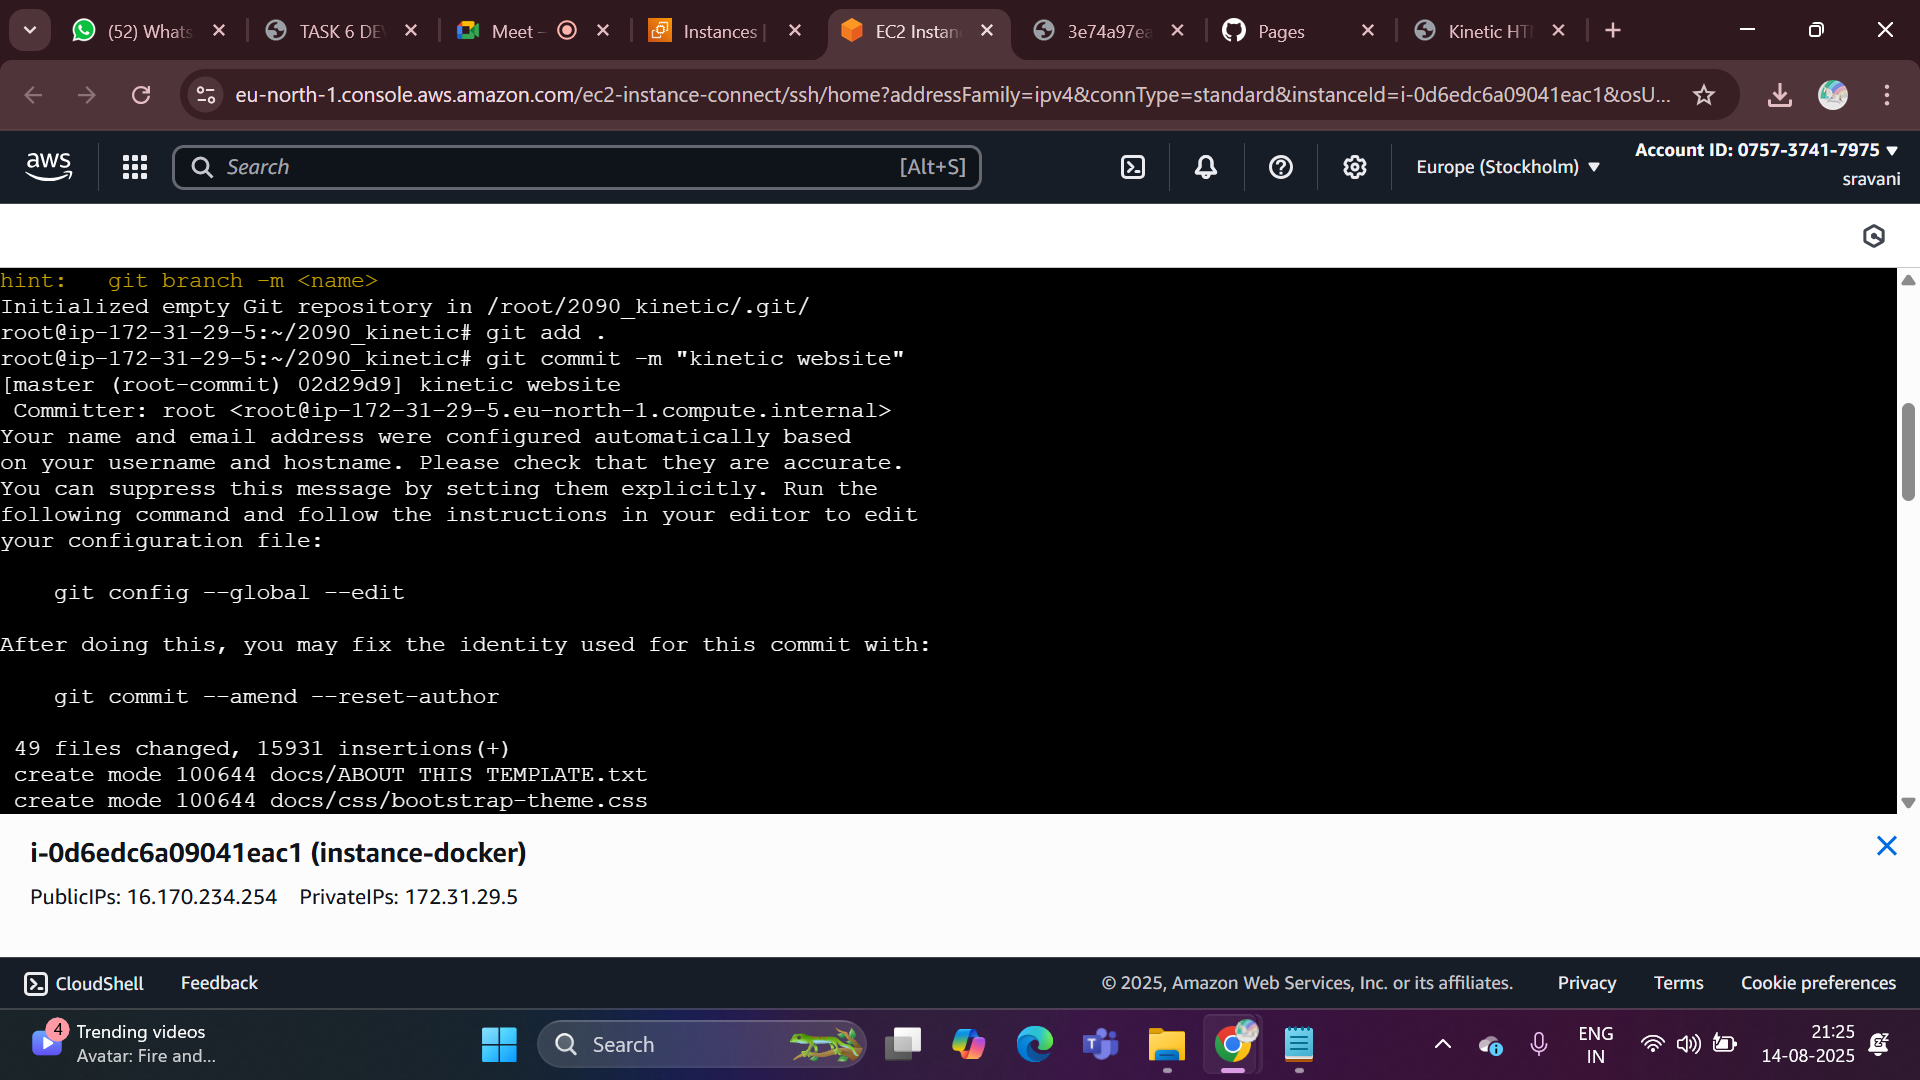 (52) Whats
TASK 6 DE
Meet -
Instances |
EC2 Instan
3e74a97ea
Pages
Kinetic HT
eu-north-1.console.aws.amazon.com/ec2-instance-connect/ssh/home?addressFamily=ipv4&connType=standard&instanceId=i-0d6edc6a09041eac1&osU...
aws
Search
[Alt+S]
Europe (Stockholm)
Account ID: 0757-3741-7975
sravani
hint:   git branch -m <name>
Initialized empty Git repository in /root/2090_kinetic/.git/
root@ip-172-31-29-5:~/2090_kinetic# git add .
root@ip-172-31-29-5:~/2090_kinetic# git commit -m "kinetic website"
[master (root-commit) 02d29d9] kinetic website
 Committer: root <root@ip-172-31-29-5.eu-north-1.compute.internal>
Your name and email address were configured automatically based
on your username and hostname. Please check that they are accurate.
You can suppress this message by setting them explicitly. Run the
following command and follow the instructions in your editor to edit
your configuration file:
    git config --global --edit
After doing this, you may fix the identity used for this commit with:
    git commit --amend --reset-author
 49 files changed, 15931 insertions(+)
 create mode 100644 docs/ABOUT THIS TEMPLATE.txt
 create mode 100644 docs/css/bootstrap-theme.css
i-0d6edc6a09041eac1 (instance-docker)
PublicIPs: 16.170.234.254    PrivateIPs: 172.31.29.5
CloudShell
Feedback
© 2025, Amazon Web Services, Inc. or its affiliates.
Privacy
Terms
Cookie preferences
4
Trending videos
Avatar: Fire and...
Search
ENG
IN
21:25
14-08-2025